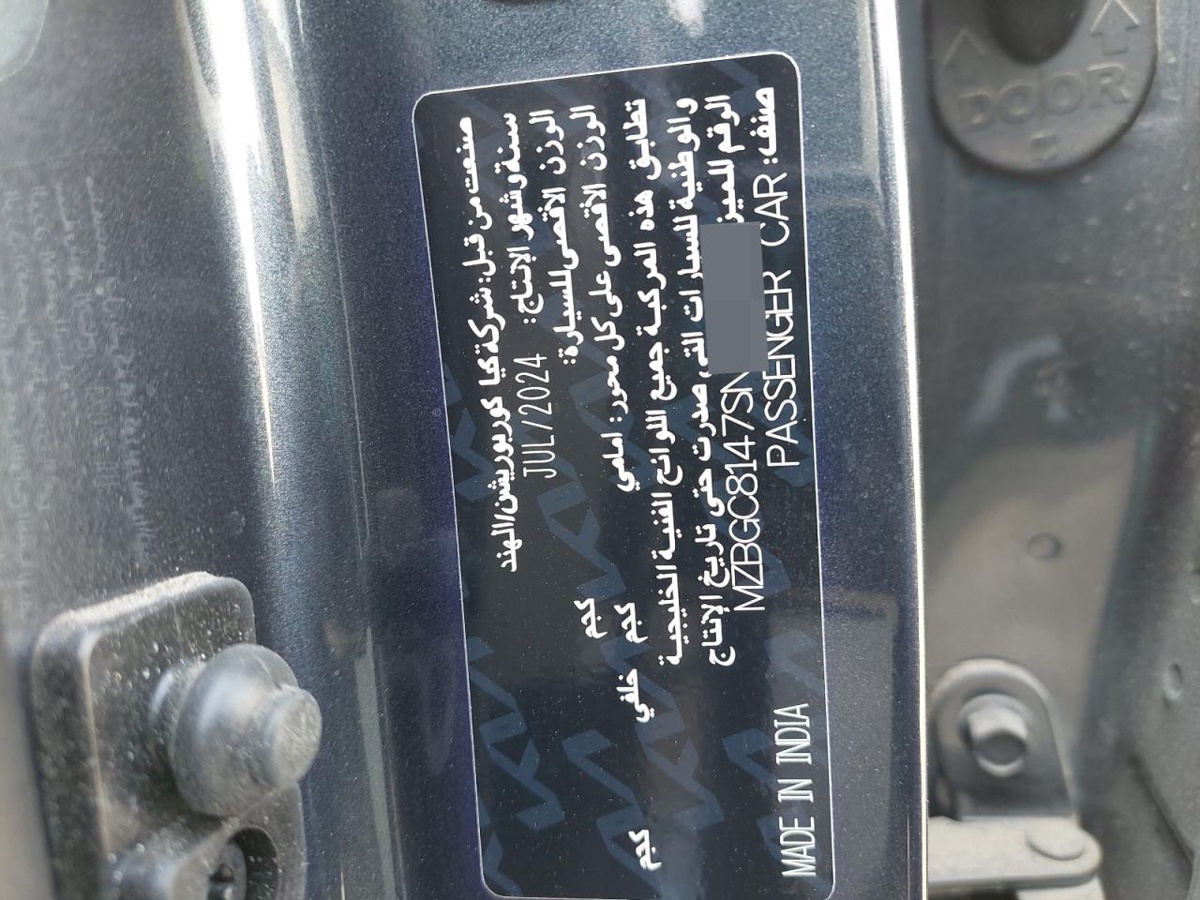 صنعت من قبل: شركة كيا كوربوريشن/الهند
سنة وشهر الإنتاج: JUL/2024
الوزن الأقصى للسيارة: كجم
الوزن الأقصى على كل محور: امامي كجم خلفي كجم
تطابق هذه المركبة جميع اللوائح الفنية الخليجية
والوطنية للسيارات التي صدرت حتى تاريخ الإنتاج
الرقم المميز MZBGC8147SN
صنف: PASSENGER CAR MADE IN INDIA
DOOR